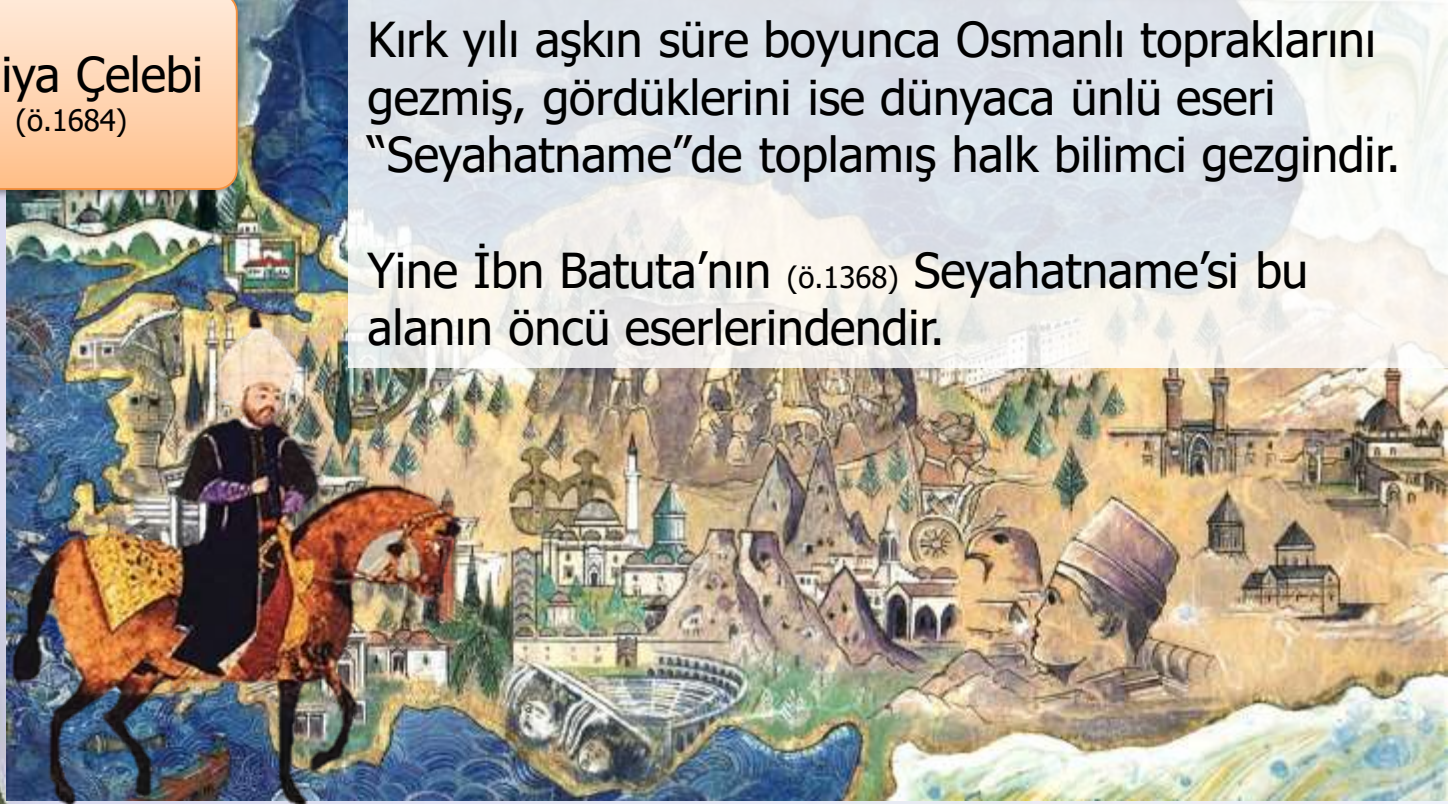 iya Çelebi
(ö.1684)
Kırk yılı aşkın süre boyunca Osmanlı topraklarını
gezmiş, gördüklerini ise dünyaca ünlü eseri
“Seyahatname”de toplamış halk bilimci gezgindir.
Yine İbn Batuta’nın (ö.1368) Seyahatname’si bu
alanın öncü eserlerindendir.